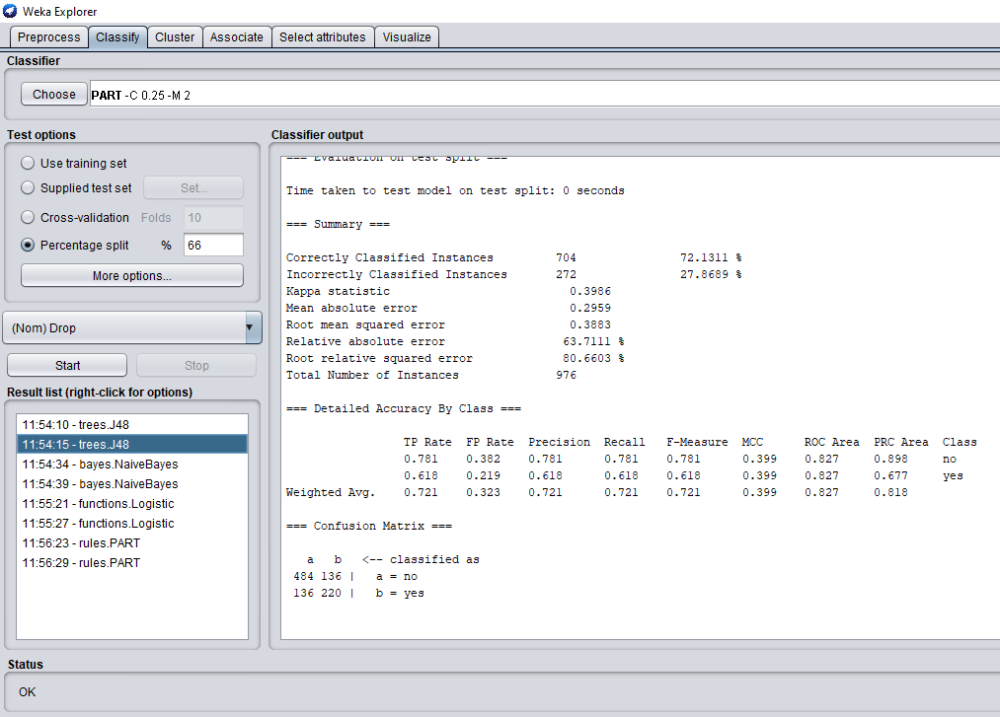 Weka Explorer
Preprocess Classify Cluster Associate Select attributes Visualize
Classifier
Choose PART -C 0.25 -M 2
Test options
Use training set
Supplied test set Set...
Cross-validation Folds 10
Percentage split % 66
More options...
(Nom) Drop
Start Stop
Result list (right-click for options)
11:54:10 - trees.J48
11:54:15 - trees.J48
11:54:34 - bayes.NaiveBayes
11:54:39 - bayes.NaiveBayes
11:55:21 - functions.Logistic
11:55:27 - functions.Logistic
11:56:23 - rules.PART
11:56:29 - rules.PART
Classifier output
=== Evaluation on test split ===
Time taken to test model on test split: 0 seconds
=== Summary ===
Correctly Classified Instances 704 72.1311 %
Incorrectly Classified Instances 272 27.8689 %
Kappa statistic 0.3986
Mean absolute error 0.2959
Root mean squared error 0.3883
Relative absolute error 63.7111 %
Root relative squared error 80.6603 %
Total Number of Instances 976
=== Detailed Accuracy By Class ===
TP Rate FP Rate Precision Recall F-Measure MCC ROC Area PRC Area Class
0.781 0.382 0.781 0.781 0.781 0.399 0.827 0.898 no
0.618 0.219 0.618 0.618 0.618 0.399 0.827 0.677 yes
Weighted Avg. 0.721 0.323 0.721 0.721 0.721 0.399 0.827 0.818
=== Confusion Matrix ===
a b <-- classified as
484 136 | a = no
136 220 | b = yes
Status
OK